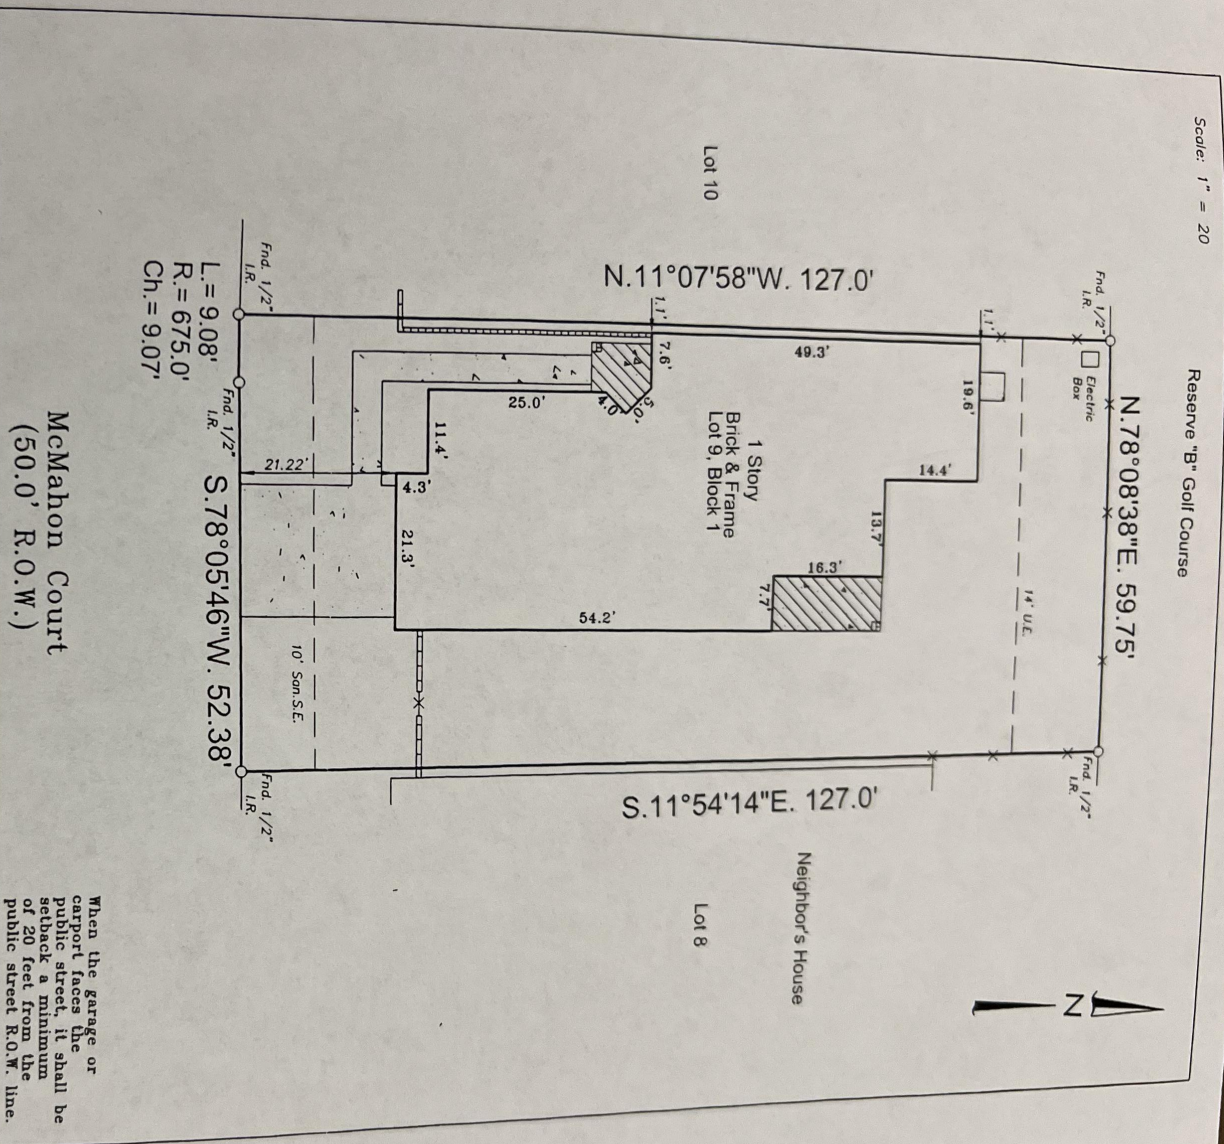 Scale: 1" = 20
Reserve "B" Golf Course
N.78°08'38"E. 59.75'
Fnd. 1/2"
I.R.
Electric
Box
Fnd. 1/2"
I.R.
14' U.E.
1.1'
19.6'
14.4'
13.7'
16.3'
7.7'
49.3'
N.11°07'58"W. 127.0'
S.11°54'14"E. 127.0'
Lot 10
Neighbor's House
Lot 8
1 Story
Brick & Frame
Lot 9, Block 1
1.1'
7.6'
5.0'
4.0'
25.0'
54.2'
11.4'
4.3'
21.3'
21.22'
10' San.S.E.
Fnd. 1/2"
I.R.
Fnd. 1/2"
I.R.
Fnd. 1/2"
I.R.
S.78°05'46"W. 52.38'
L.= 9.08'
R.= 675.0'
Ch.= 9.07'
McMahon Court
(50.0' R.O.W.)
N
When the garage or
carport faces the
public street, it shall be
setback a minimum
of 20 feet from the
public street R.O.W. line.